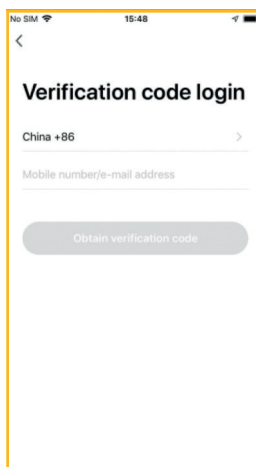 No SIM 15:48
Verification code login
China +86
Mobile number/e-mail address
Obtain verification code